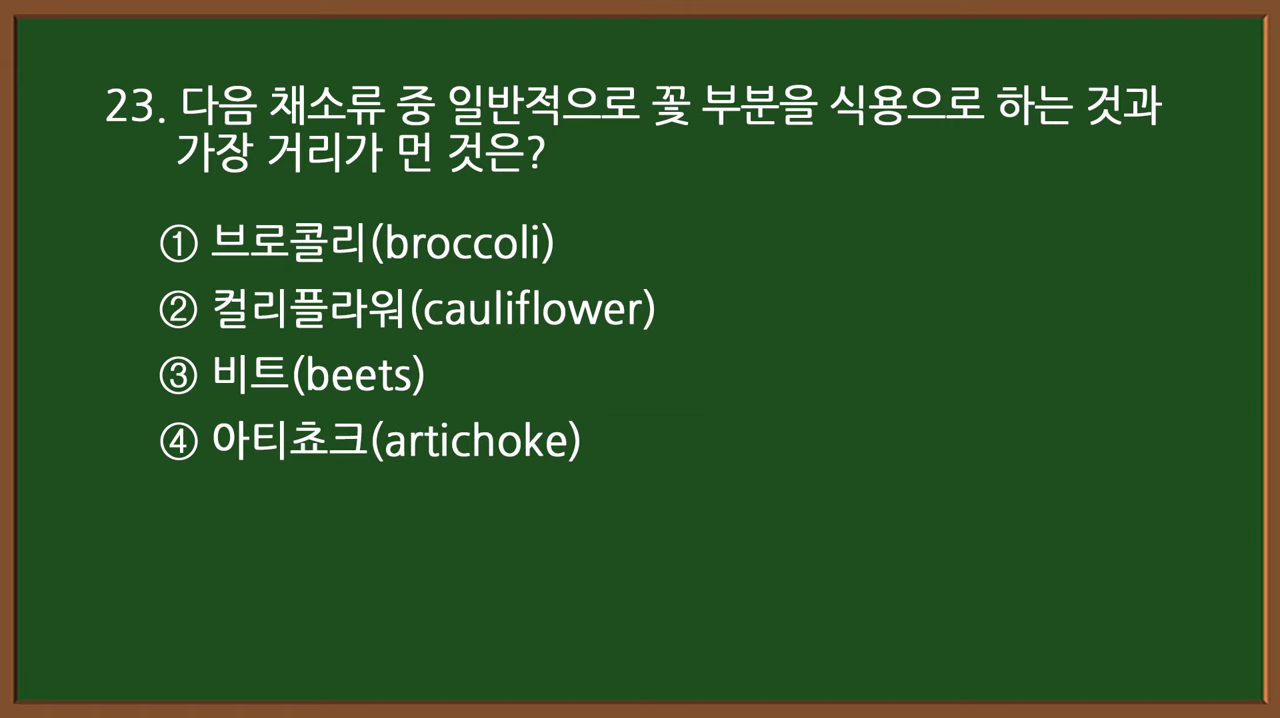 23. 다음 채소류 중 일반적으로 꽃 부분을 식용으로 하는 것과
가장 거리가 먼 것은?
① 브로콜리(broccoli)
② 컬리플라워(cauliflower)
③ 비트(beets)
④ 아티쵸크(artichoke)